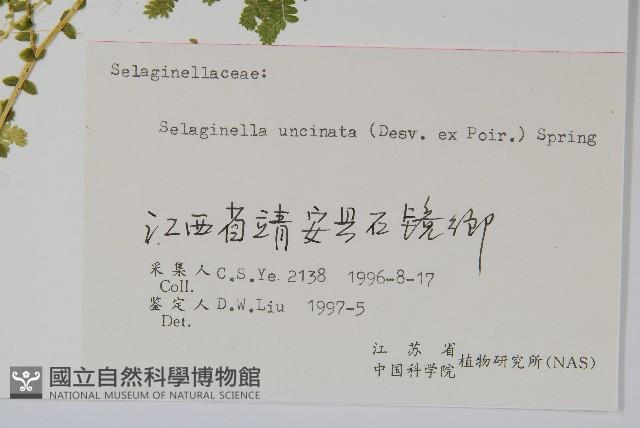 Selaginellaceae:
Selaginella uncinata (Desv. ex Poir.) Spring
江西省靖安县石镜鄉
采集人 C.S.Ye 2138 1996-8-17
Coll.
鉴定人 D.W.Liu 1997-5
Det.
江苏省
中国科学院 植物研究所(NAS)
國立自然科學博物館
NATIONAL MUSEUM OF NATURAL SCIENCE